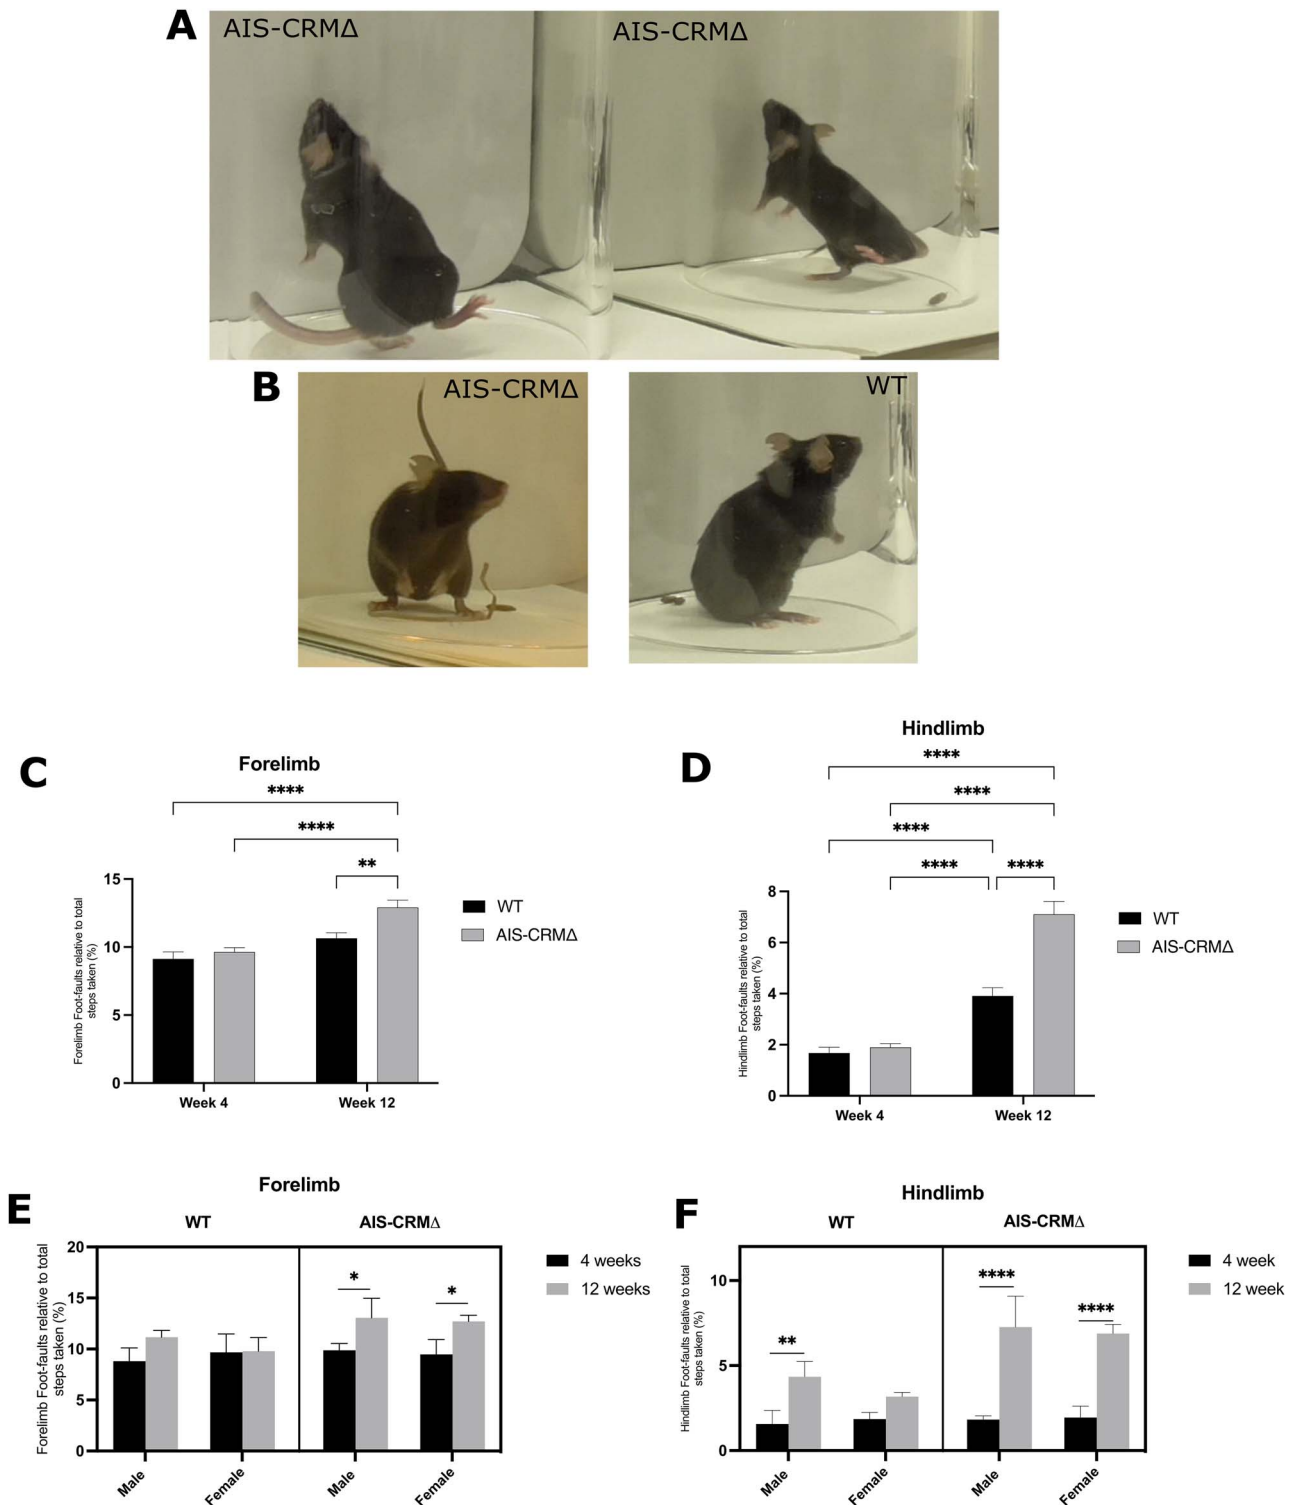 A
AIS-CRMΔ
AIS-CRMΔ
B
AIS-CRMΔ
WT
C
Forelimb
****
****
**
Forelimb Foot-faults relative to total
steps taken (%)
15
10
5
0
Week 4
Week 12
WT
AIS-CRMΔ
D
Hindlimb
****
****
****
****
****
Hindlimb Foot-faults relative to total
steps taken (%)
8
6
4
2
0
Week 4
Week 12
WT
AIS-CRMΔ
E
Forelimb
WT
AIS-CRMΔ
Forelimb Foot-faults relative to total
steps taken (%)
20
15
10
5
0
*
*
Male
Female
Male
Female
4 weeks
12 weeks
F
Hindlimb
WT
AIS-CRMΔ
Hindlimb Foot-faults relative to total
steps taken (%)
10
5
0
**
****
****
Male
Female
Male
Female
4 week
12 week